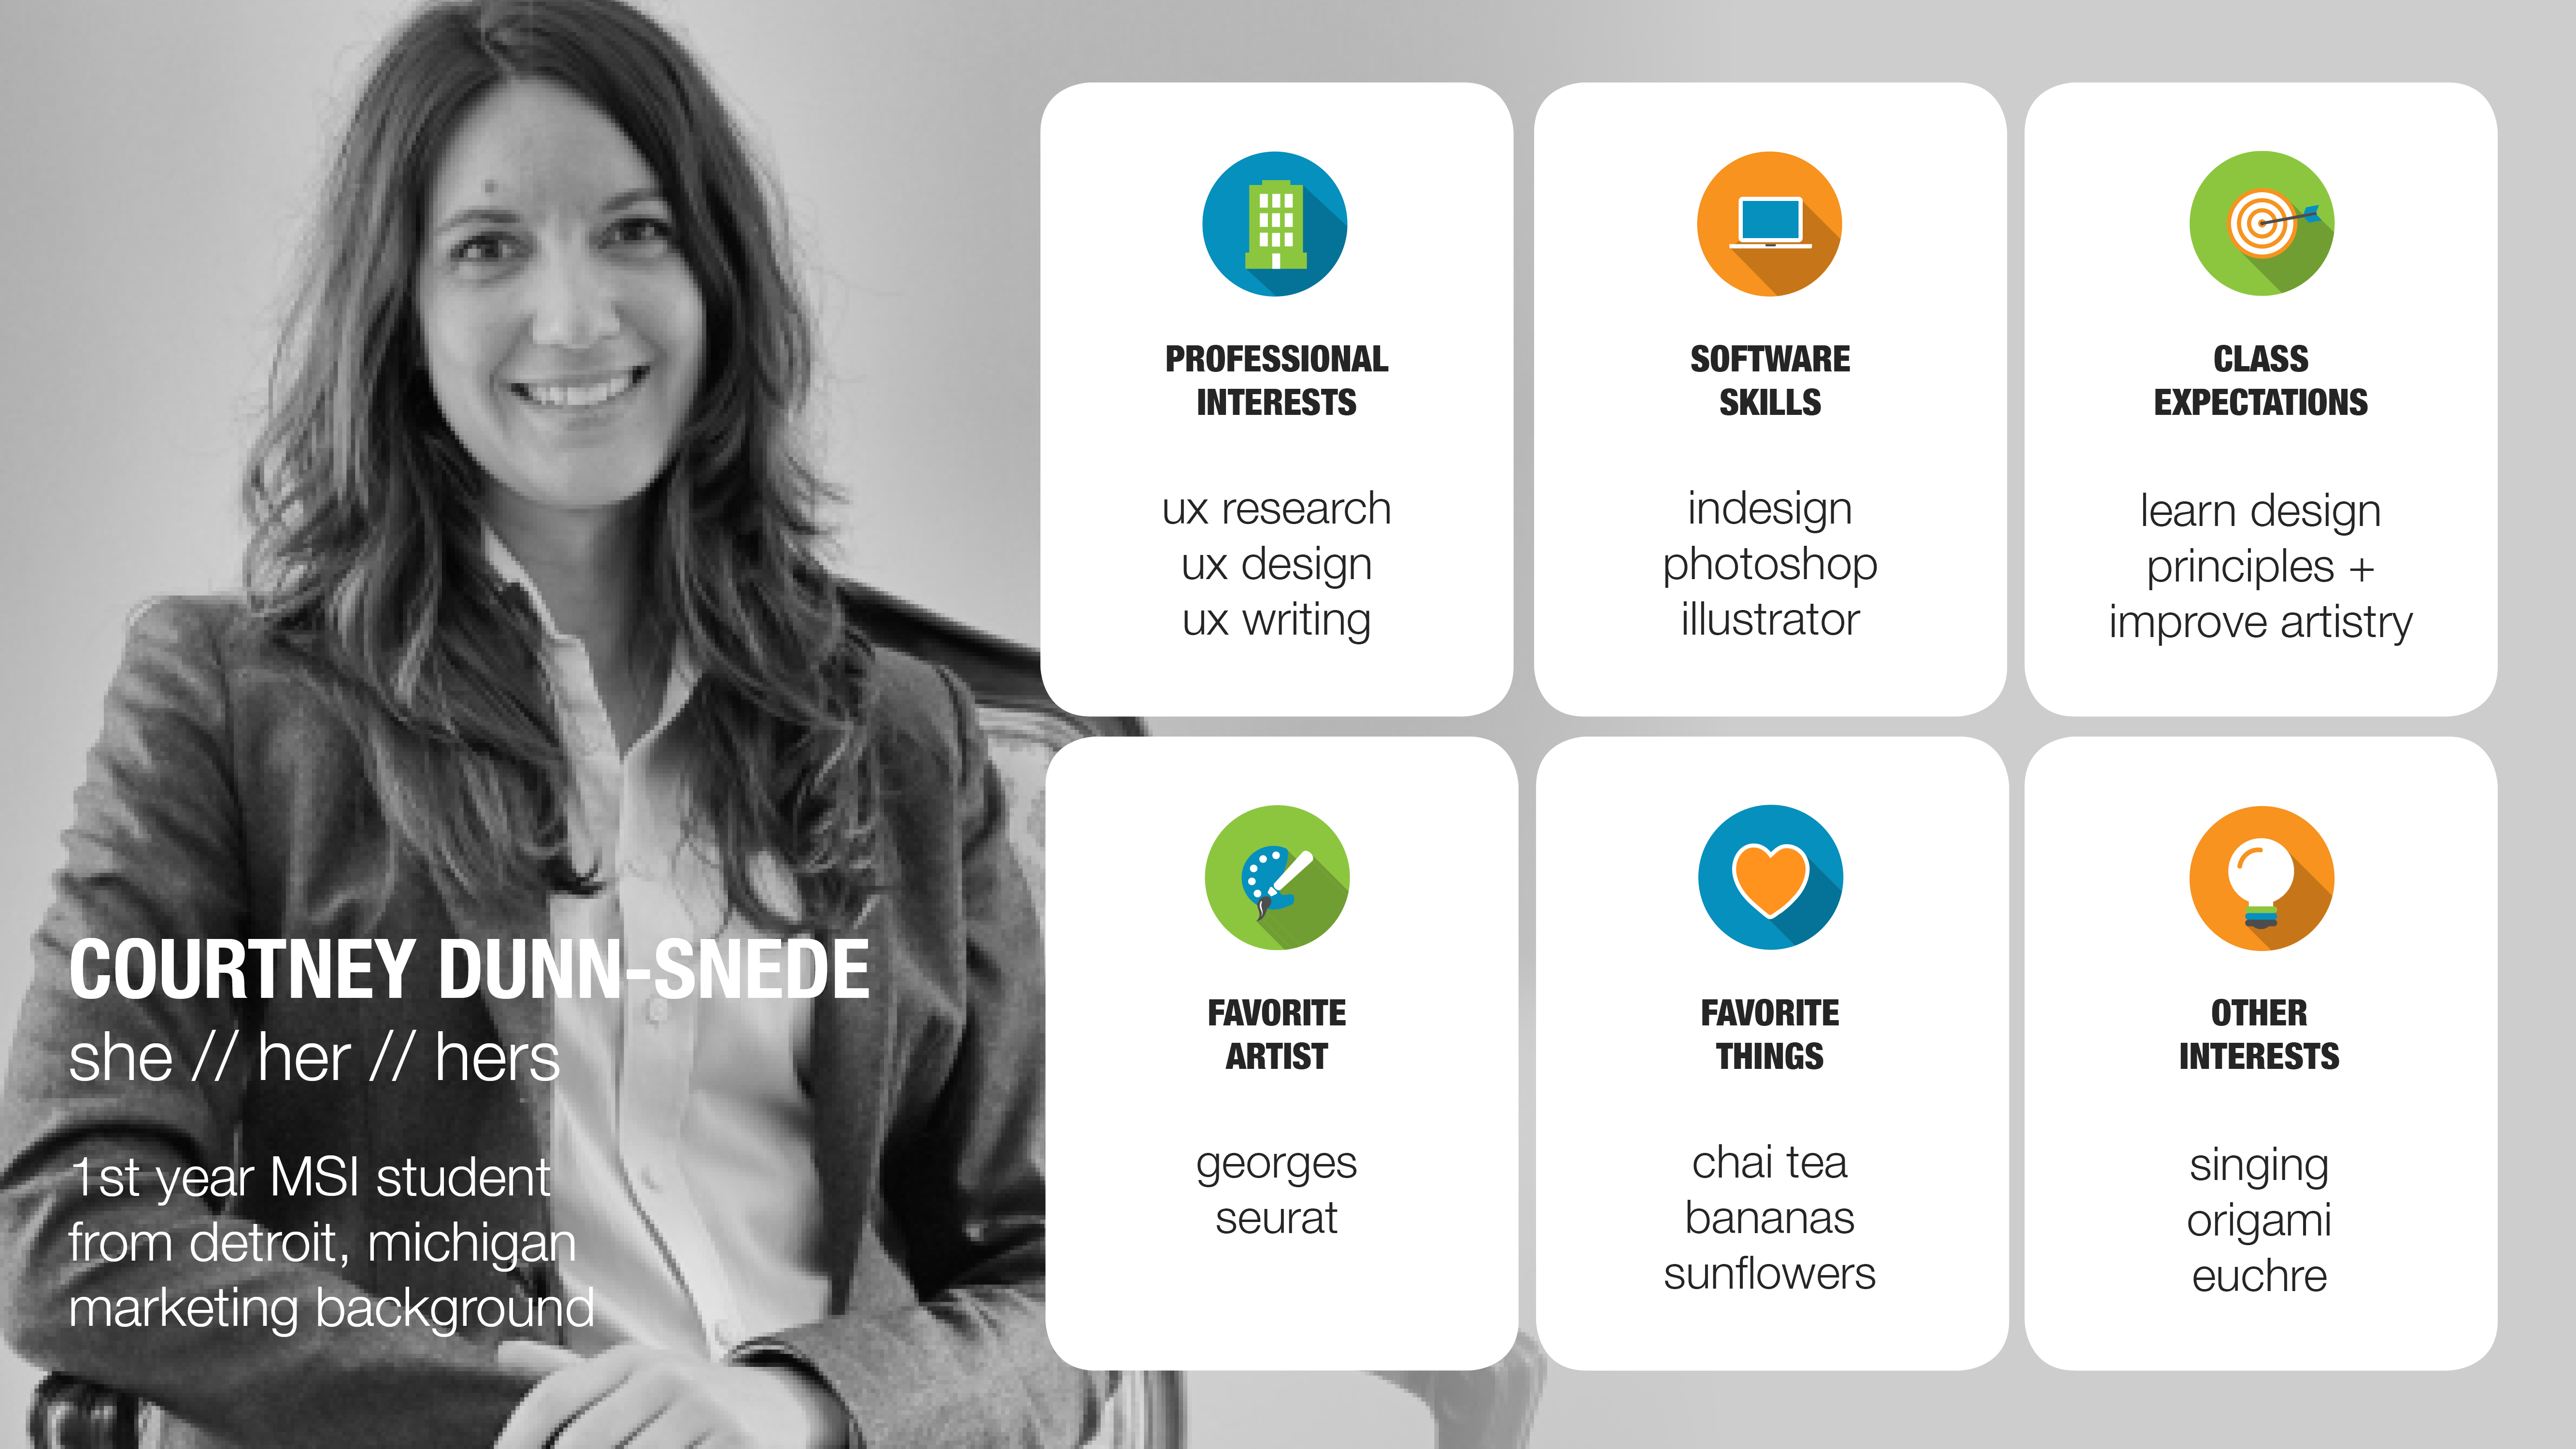 COURTNEY DUNN-SNEDE
she // her // hers
1st year MSI student
from detroit, michigan
marketing background
PROFESSIONAL
INTERESTS
ux research
ux design
ux writing
SOFTWARE
SKILLS
indesign
photoshop
illustrator
CLASS
EXPECTATIONS
learn design
principles +
improve artistry
FAVORITE
ARTIST
georges
seurat
FAVORITE
THINGS
chai tea
bananas
sunflowers
OTHER
INTERESTS
singing
origami
euchre